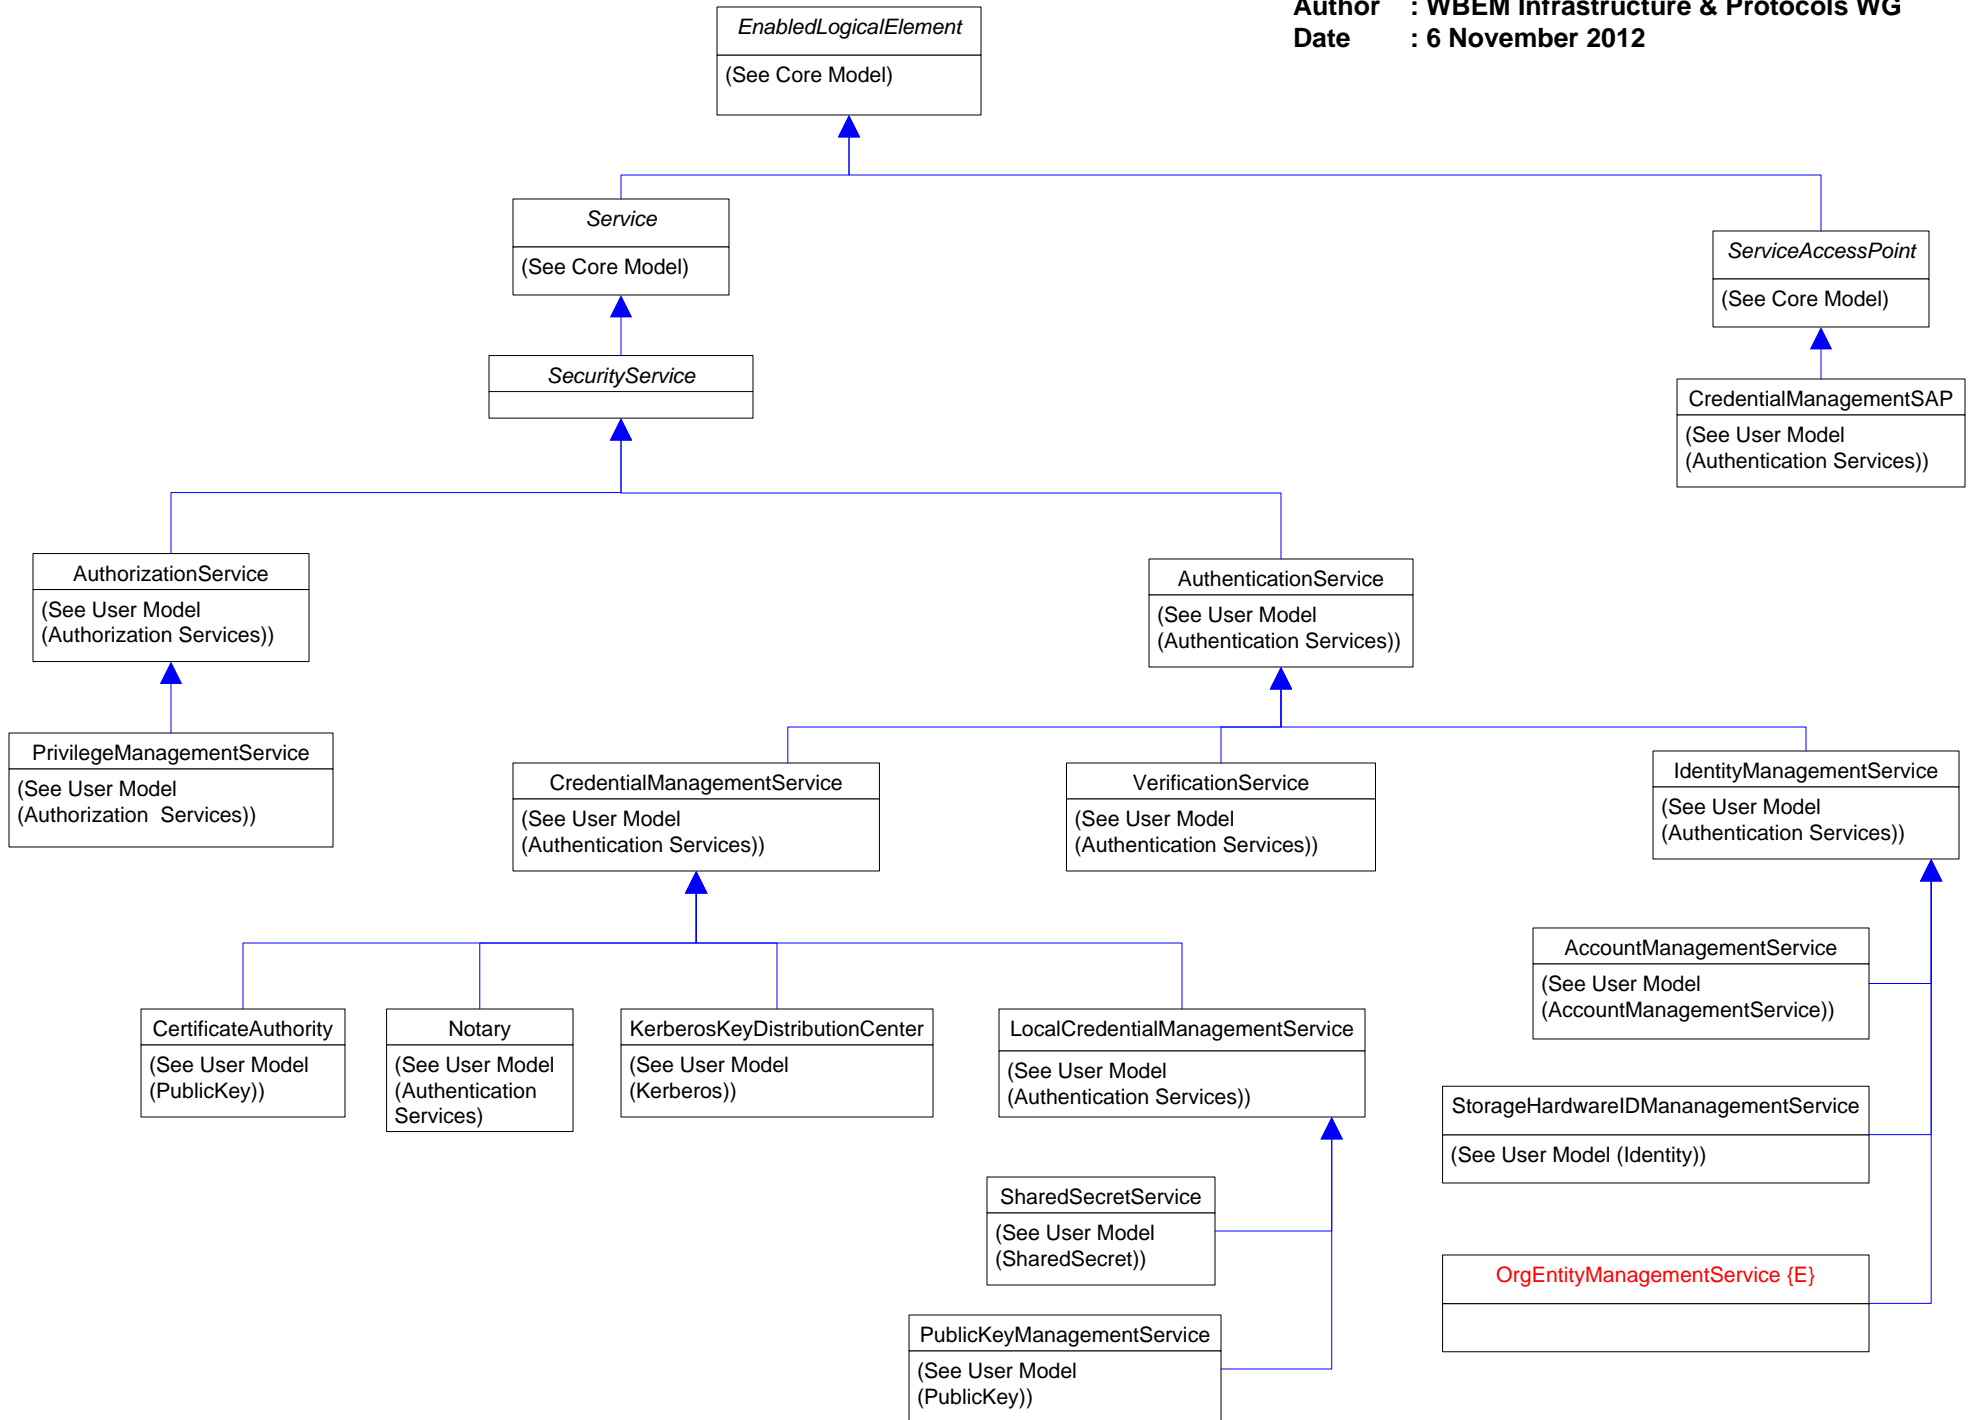 Author : WBEM Infrastructure & Protocols WG
Date : 6 November 2012
EnabledLogicalElement
(See Core Model)
Service
(See Core Model)
ServiceAccessPoint
(See Core Model)
SecurityService
CredentialManagementSAP
(See User Model
(Authentication Services))
AuthorizationService
(See User Model
(Authorization Services))
AuthenticationService
(See User Model
(Authentication Services))
PrivilegeManagementService
(See User Model
(Authorization  Services))
CredentialManagementService
(See User Model
(Authentication Services))
VerificationService
(See User Model
(Authentication Services))
IdentityManagementService
(See User Model
(Authentication Services))
AccountManagementService
(See User Model
(AccountManagementService))
CertificateAuthority
(See User Model
(PublicKey))
Notary
(See User Model
(Authentication
Services)
KerberosKeyDistributionCenter
(See User Model
(Kerberos))
LocalCredentialManagementService
(See User Model
(Authentication Services))
StorageHardwareIDMananagementService
(See User Model (Identity))
SharedSecretService
(See User Model
(SharedSecret))
OrgEntityManagementService {E}
PublicKeyManagementService
(See User Model
(PublicKey))